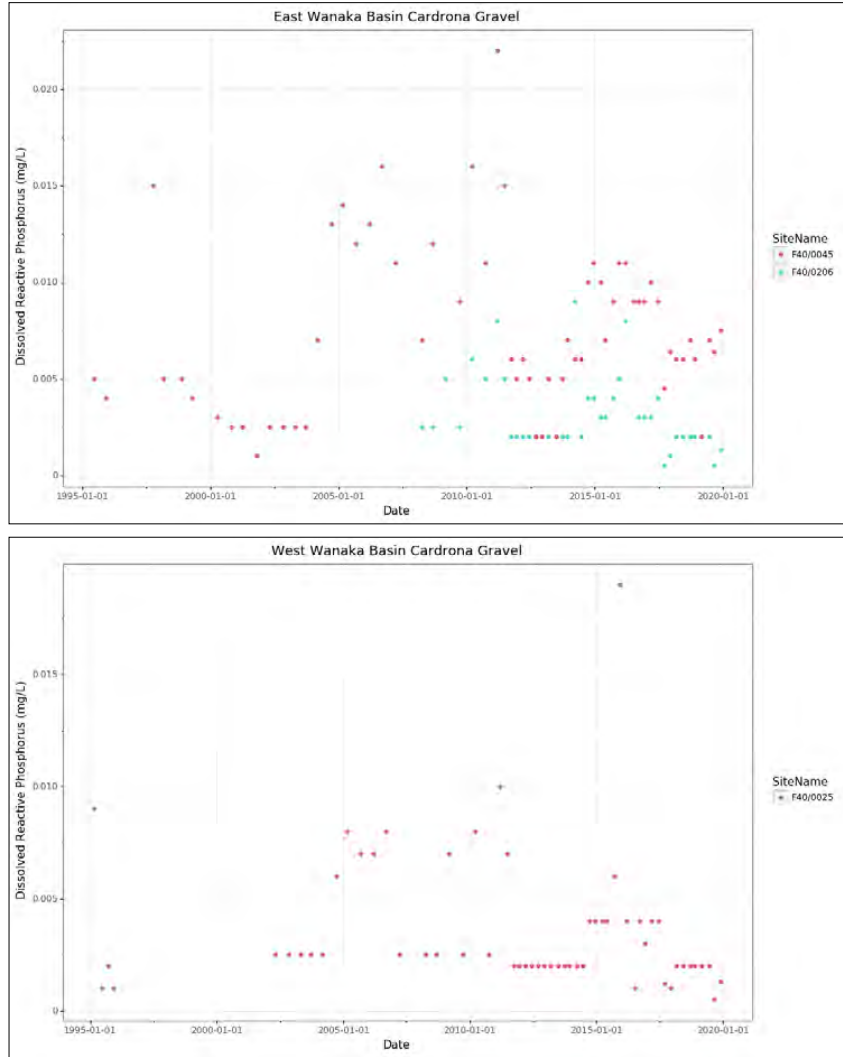 East Wanaka Basin Cardrona Gravel
Dissolved Reactive Phosphorus (mg/L)
0.020
0.015
0.010
0.005
0
1995-01-01 2000-01-01 2005-01-01 2010-01-01 2015-01-01 2020-01-01
Date
SiteName
F40/0045
F40/0206
West Wanaka Basin Cardrona Gravel
Dissolved Reactive Phosphorus (mg/L)
0.015
0.010
0.005
0
1995-01-01 2000-01-01 2005-01-01 2010-01-01 2015-01-01 2020-01-01
Date
SiteName
F40/0025